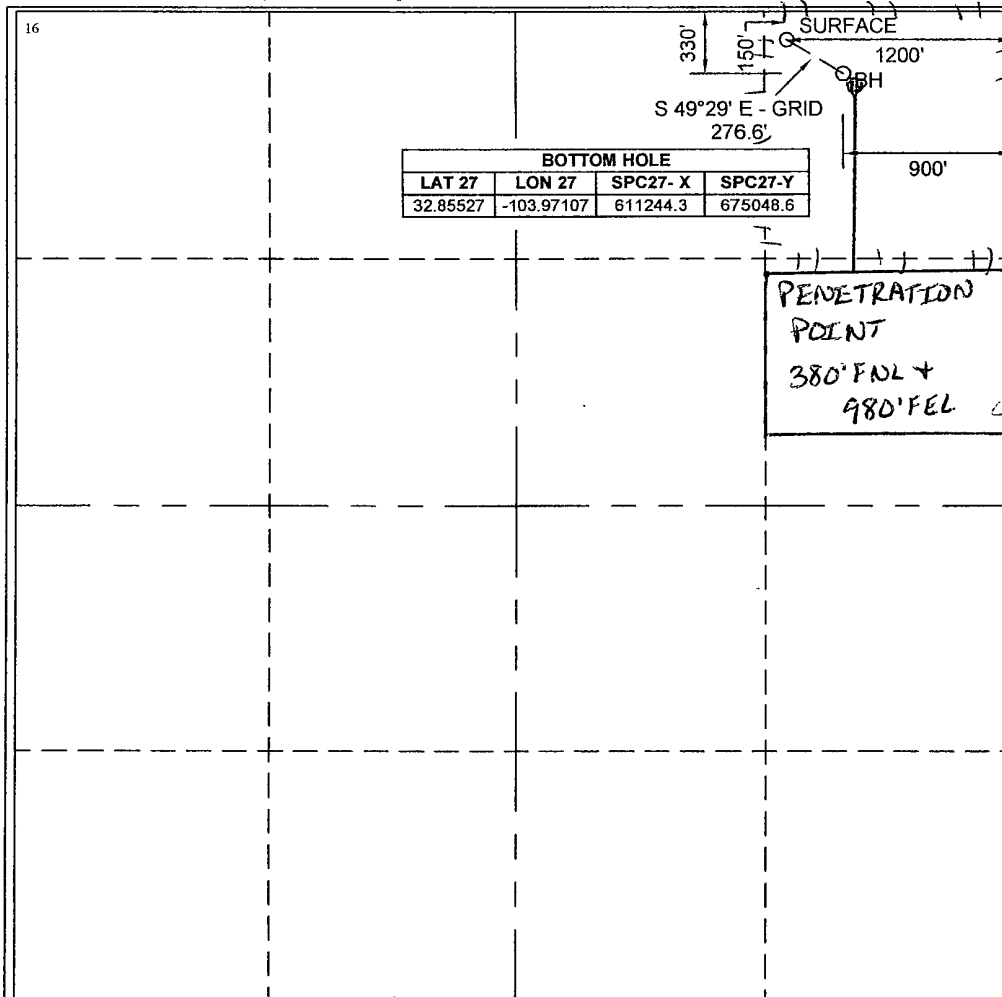 16
SURFACE
330'
150'
1200'
BH
S 49°29' E - GRID
276.6'
900'
BOTTOM HOLE
LAT 27 LON 27 SPC27- X SPC27-Y
32.85527 -103.97107 611244.3 675048.6
PENETRATION
POINT
380' FNL +
980' FEL